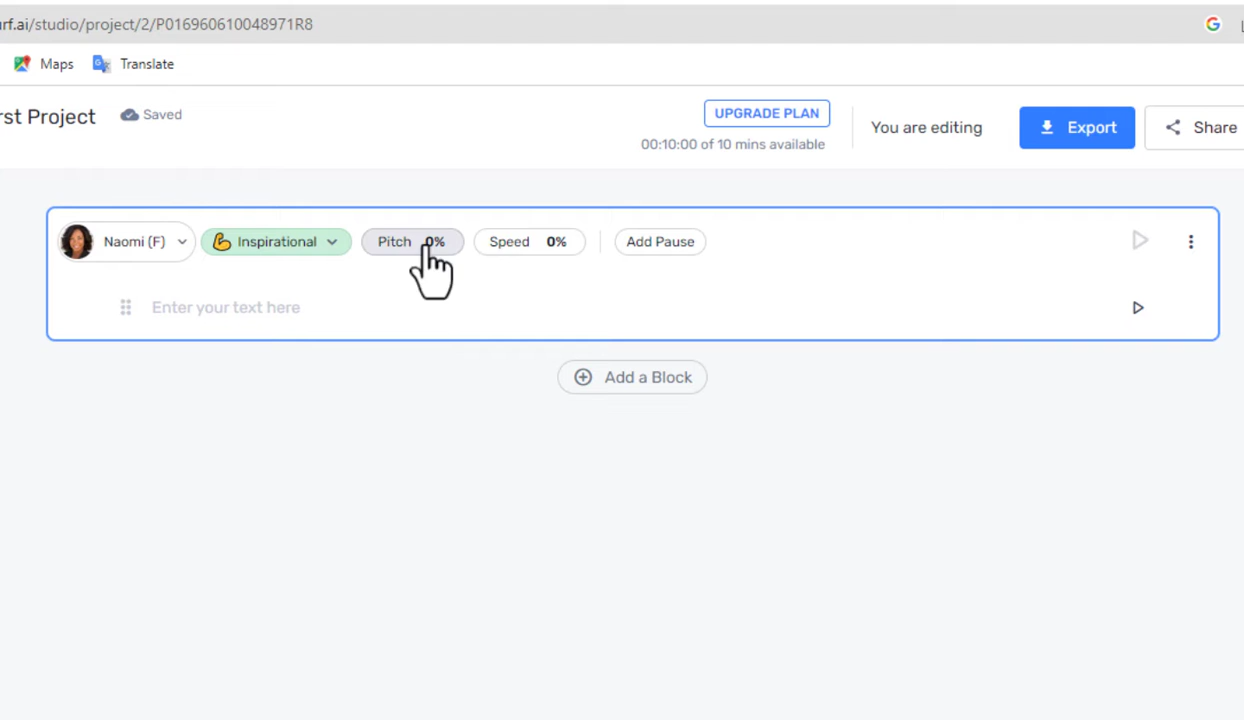 urf.ai/studio/project/2/P016960610048971R8
Maps Translate
rst Project Saved
UPGRADE PLAN
00:10:00 of 10 mins available
You are editing
Export
Share
Naomi (F) Inspirational Pitch 0% Speed 0% Add Pause
Enter your text here
Add a Block